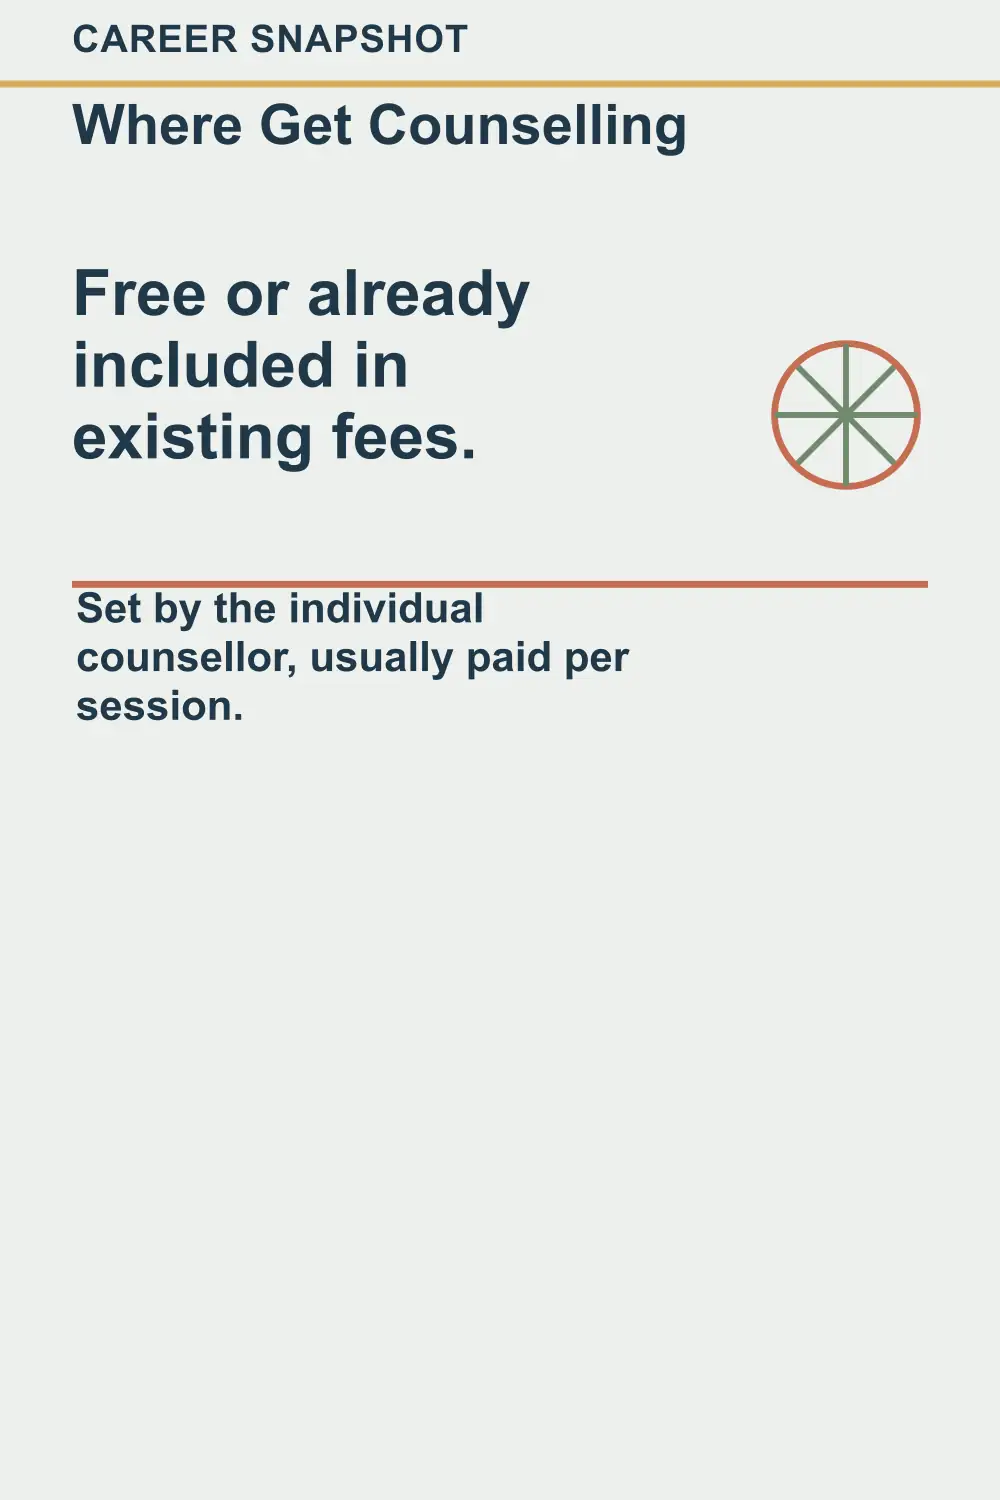 CAREER SNAPSHOT
Where Get Counselling
Free or already
included in
existing fees.
Set by the individual
counsellor, usually paid per
session.